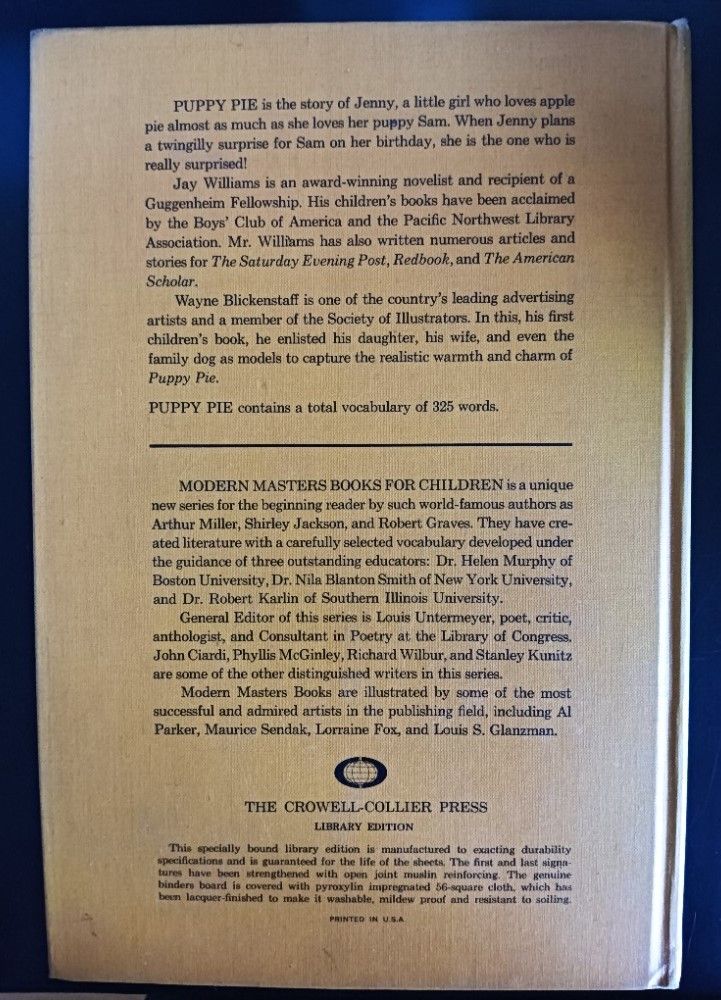 PUPPY PIE is the story of Jenny, a little girl who loves apple
pie almost as much as she loves her puppy Sam. When Jenny plans
a twingilly surprise for Sam on her birthday, she is the one who is
really surprised!
Jay Williams is an award-winning novelist and recipient of a
Guggenheim Fellowship. His children's books have been acclaimed
by the Boys' Club of America and the Pacific Northwest Library
Association. Mr. Williams has also written numerous articles and
stories for The Saturday Evening Post, Redbook, and The American
Scholar.
Wayne Blickenstaff is one of the country's leading advertising
artists and a member of the Society of Illustrators. In this, his first
children's book, he enlisted his daughter, his wife, and even the
family dog as models to capture the realistic warmth and charm of
Puppy Pie.
PUPPY PIE contains a total vocabulary of 325 words.
MODERN MASTERS BOOKS FOR CHILDREN is a unique
new series for the beginning reader by such world-famous authors as
Arthur Miller, Shirley Jackson, and Robert Graves. They have cre-
ated literature with a carefully selected vocabulary developed under
the guidance of three outstanding educators: Dr. Helen Murphy of
Boston University, Dr. Nila Blanton Smith of New York University,
and Dr. Robert Karlin of Southern Illinois University.
General Editor of this series is Louis Untermeyer, poet, critic,
anthologist, and Consultant in Poetry at the Library of Congress.
John Ciardi, Phyllis McGinley, Richard Wilbur, and Stanley Kunitz
are some of the other distinguished writers in this series.
Modern Masters Books are illustrated by some of the most
successful and admired artists in the publishing field, including Al
Parker, Maurice Sendak, Lorraine Fox, and Louis S. Glanzman.
THE CROWELL-COLLIER PRESS
LIBRARY EDITION
This specially bound library edition is manufactured to exacting durability
specifications and is guaranteed for the life of the sheets. The first and last signa-
tures have been strengthened with open joint muslin reinforcing. The genuine
binders board is covered with pyroxylin impregnated 56-square cloth, which has
been lacquer-finished to make it washable, mildew proof and resistant to soiling.
PRINTED IN U.S.A.